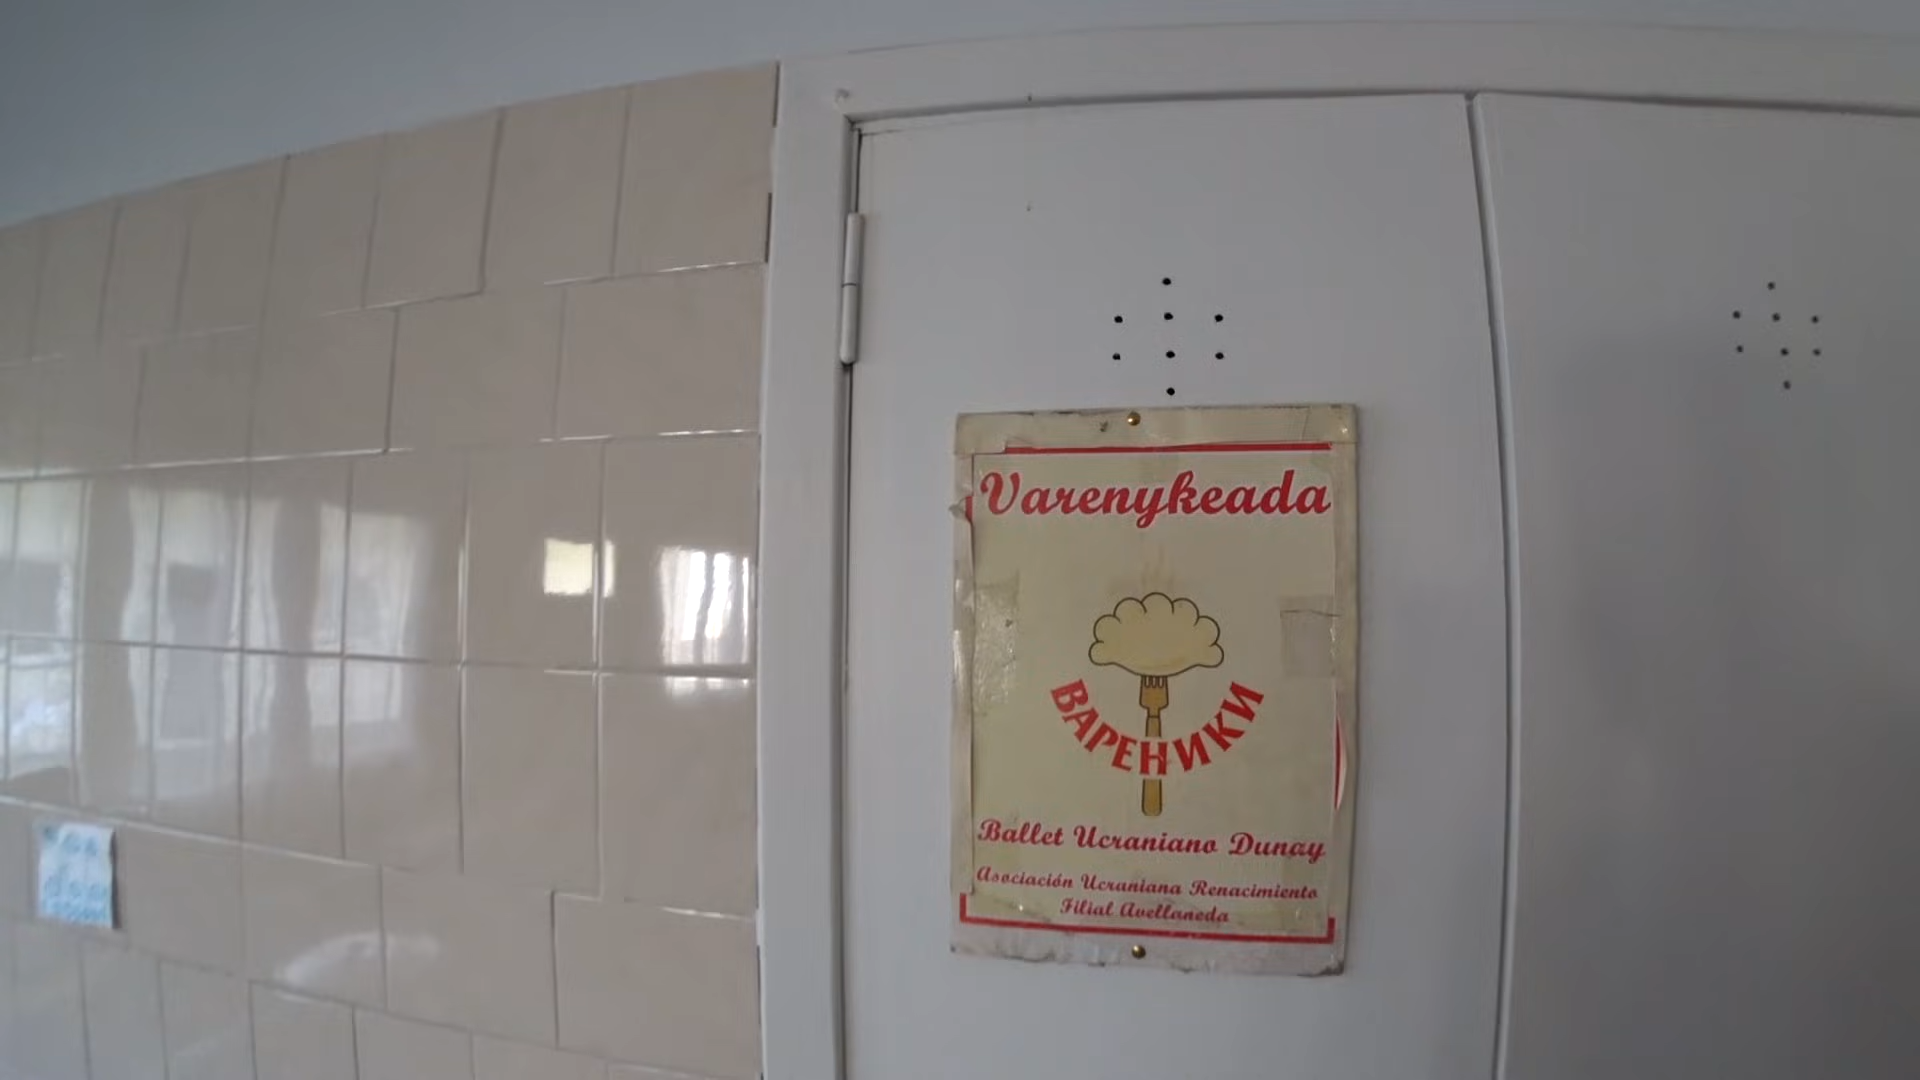 Varenykeada
ВАРЕНИКИ
Ballet Ucraniano Dunay
Asociación Ucraniana Renacimiento
Filial Avellaneda